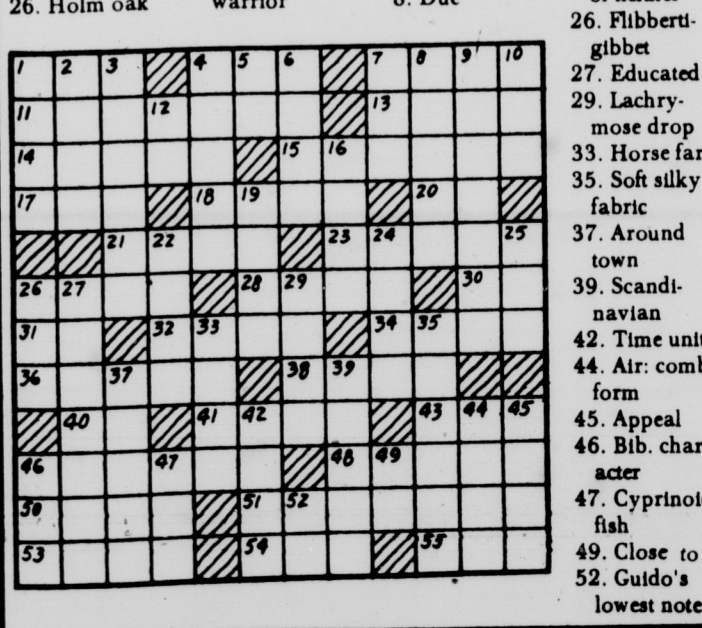 26. Holm oak
warrior
8. Due
1 2 3 4 5 6 7 8 9 10
11 12 13
14 15 16
17 18 19 20
21 22 23 24 25
26 27 28 29 30
31 32 33 34 35
36 37 38 39
40 41 42 43 44 45
46 47 48 49
50 51 52
53 54 55
26. Flibberti-
gibbet
27. Educated
29. Lachry-
mose drop
33. Horse
35. Soft silky
fabric
37. Around
town
39. Scandi-
navian
42. Time unit
44. Air: comb
form
45. Appeal
46. Bib. char
acter
47. Cyprinoi
fish
49. Close to
52. Guido's
lowest note